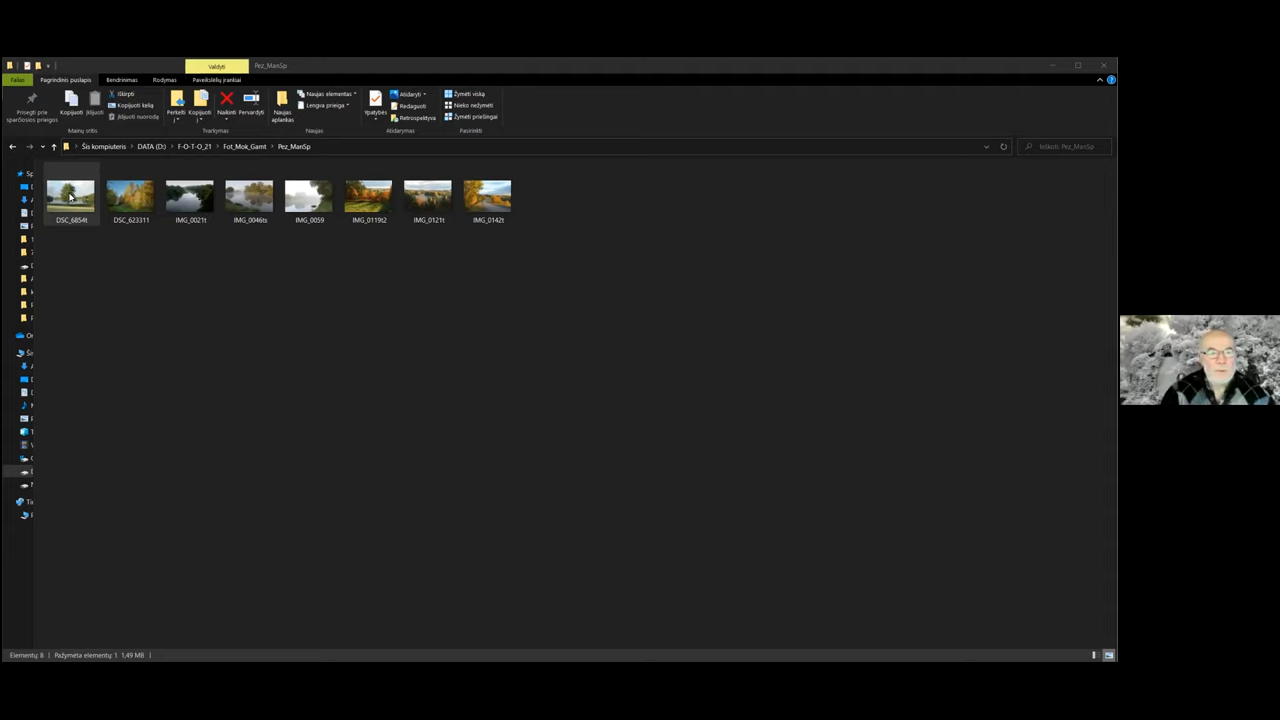 Valdyti
Pez_ManSp
Failas
Pagrindinis puslapis
Bendrinimas
Rodymas
Paveikslėlių įrankiai
Prisegti prie
sparčiosios prieigos
Kopijuoti
Įklijuoti
Iškirpti
Kopijuoti kelią
Įklijuoti nuorodą
Mainų sritis
Perkelti
į
Kopijuoti
į
Naikinti
Pervardyti
Tvarkymas
Naujas
aplankas
Naujas elementas
Lengva prieiga
Naujas
Ypatybės
Atidaryti
Redaguoti
Retrospektyva
Atidarymas
Žymėti viską
Nieko nežymėti
Žymėti priešingai
Pasirinkti
Šis kompiuteris > DATA (D:) > F-O-T-O_21 > Fot_Mok_Gamt > Pez_ManSp
Ieškoti: Pez_ManSp
DSC_6854t
DSC_623311
IMG_0021t
IMG_0046ts
IMG_0059
IMG_0119t2
IMG_0121t
IMG_0142t
Elementų: 8
Pažymėta elementų: 1 1,49 MB